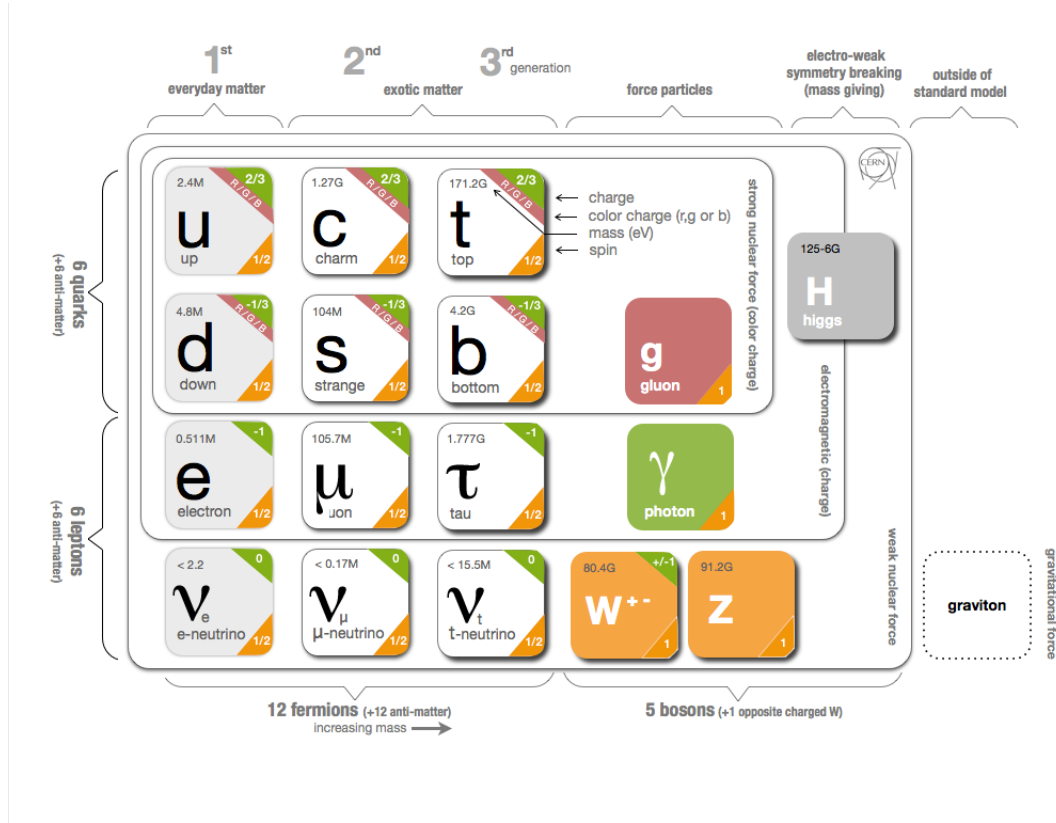 1st
2nd
3rd generation
everyday matter
exotic matter
force particles
electro-weak
symmetry breaking
(mass giving)
outside of
standard model
CERN
6 quarks
(+6 anti-matter)
6 leptons
(+6 anti-matter)
2.4M
2/3
R/G/B
u
up
1/2
1.27G
2/3
R/G/B
c
charm
1/2
171.2G
2/3
R/G/B
t
top
1/2
charge
color charge (r,g or b)
mass (eV)
spin
strong nuclear force (color charge)
125-6G
H
higgs
4.8M
-1/3
R/G/B
d
down
1/2
104M
-1/3
R/G/B
s
strange
1/2
4.2G
-1/3
R/G/B
b
bottom
1/2
g
gluon
1
electromagnetic (charge)
0.511M
-1
e
electron
1/2
105.7M
-1
μ
uon
1/2
1.777G
-1
τ
tau
1/2
γ
photon
1
weak nuclear force
< 2.2
0
νe
e-neutrino
1/2
< 0.17M
0
νμ
μ-neutrino
1/2
< 15.5M
0
νt
t-neutrino
1/2
80.4G
+/-1
W+-
1
91.2G
Z
1
graviton
gravitational force
12 fermions (+12 anti-matter)
increasing mass
5 bosons (+1 opposite charged W)